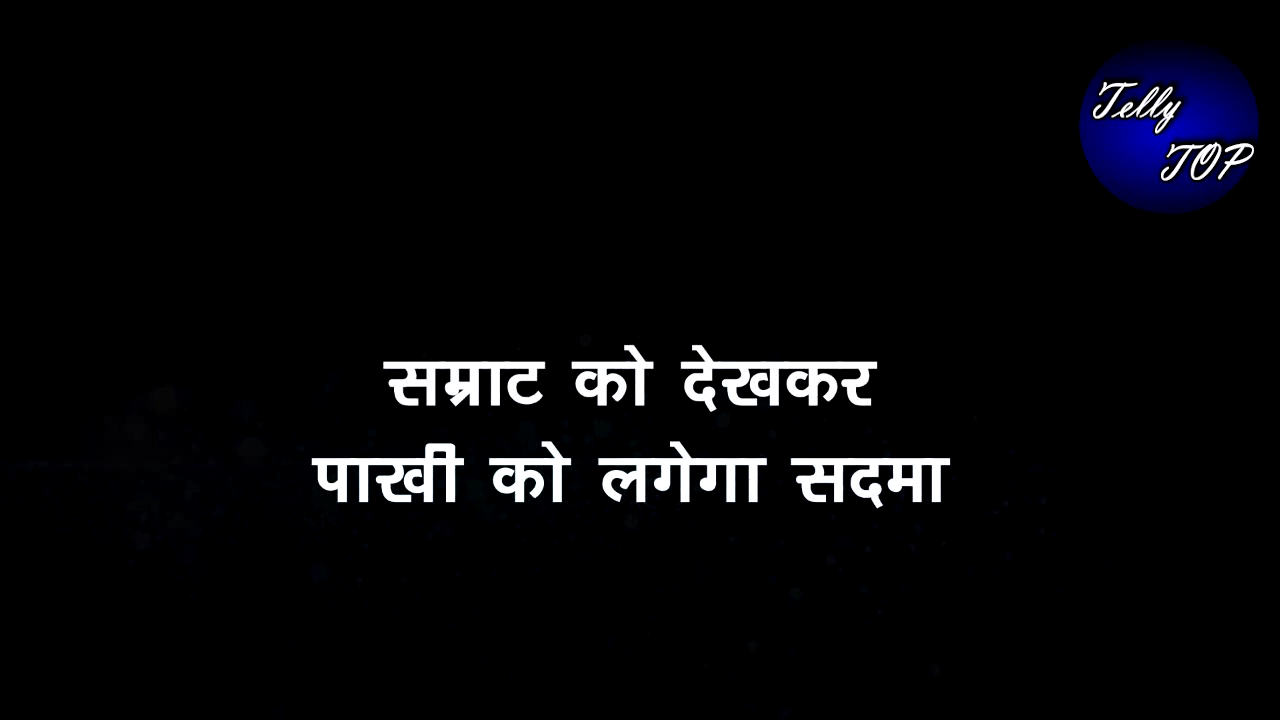 Telly
TOP
सम्राट को देखकर
पाखी को लगेगा सदमा